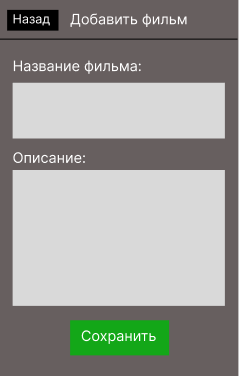 Назад Добавить фильм
Название фильма:
Описание:
Сохранить